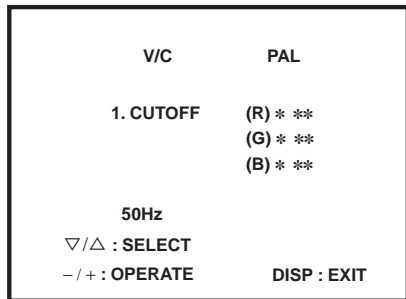 V/C PAL
1. CUTOFF (R) * **
(G) * **
(B) * **
50Hz
▽/△ : SELECT
− / + : OPERATE DISP : EXIT